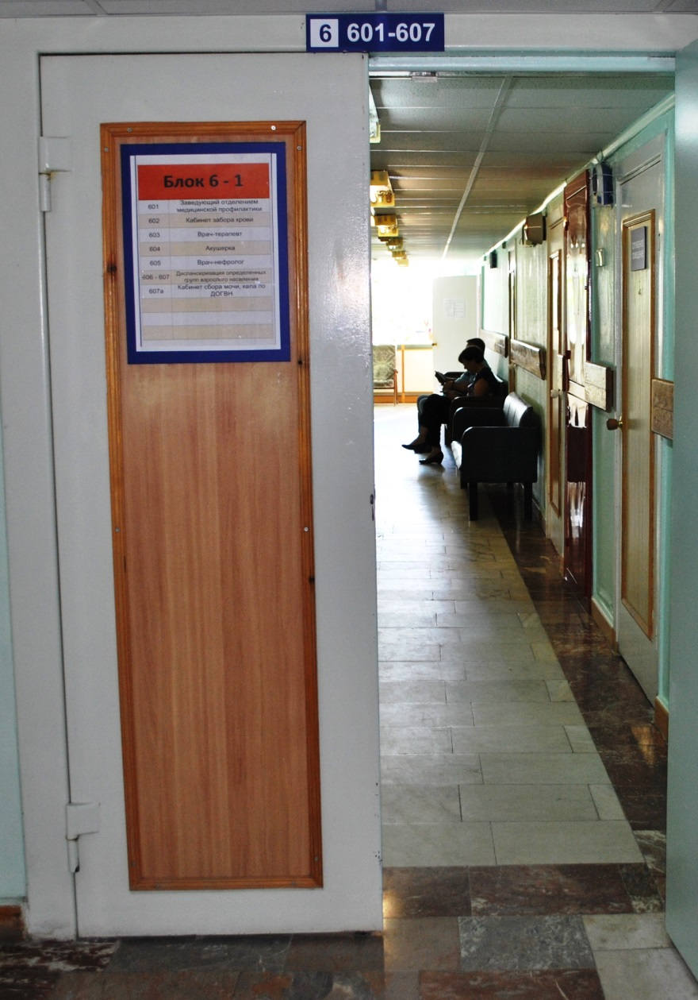 6 601-607
Блок 6 - 1
601 Заведующий отделением
медицинской профилактики
602 Кабинет забора крови
603 Врач-терапевт
604 Акушерка
605 Врач-нефролог
606 - 607 Диспансеризация определенных
групп взрослого населения
607а Кабинет сбора мочи, кала по
ДОГВН